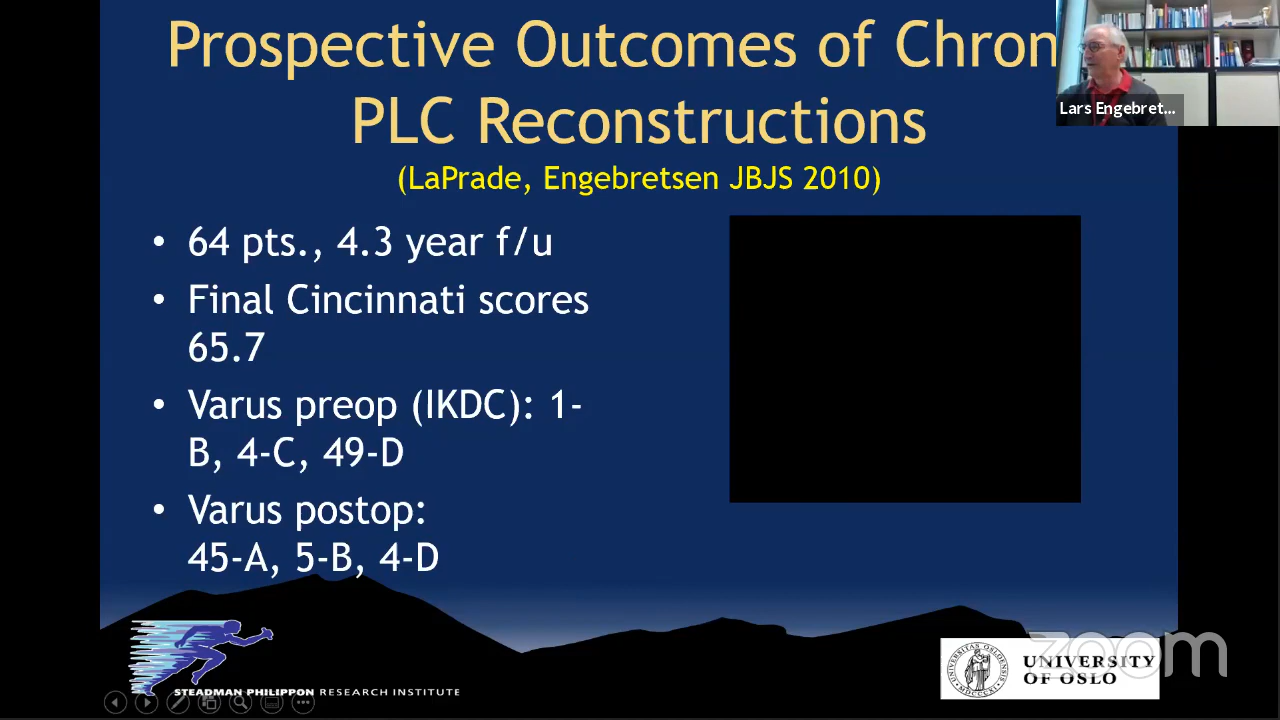 Prospective Outcomes of Chron
PLC Reconstructions
(LaPrade, Engebretsen JBJS 2010)
Lars Engebret...
• 64 pts., 4.3 year f/u
• Final Cincinnati scores
65.7
• Varus preop (IKDC): 1-
B, 4-C, 49-D
• Varus postop:
45-A, 5-B, 4-D
STEADMAN PHILIPPON RESEARCH INSTITUTE
UNIVERSITY
OF OSLO
zoom